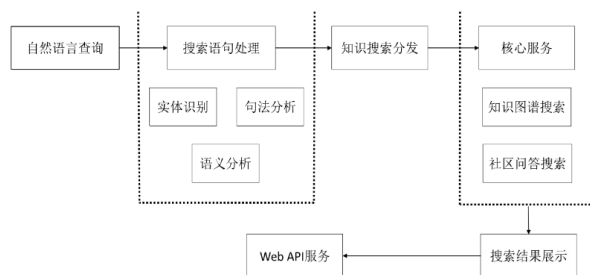 自然语言查询
搜索语句处理
知识搜索分发
核心服务
实体识别
句法分析
语义分析
知识图谱搜索
社区问答搜索
Web API服务
搜索结果展示